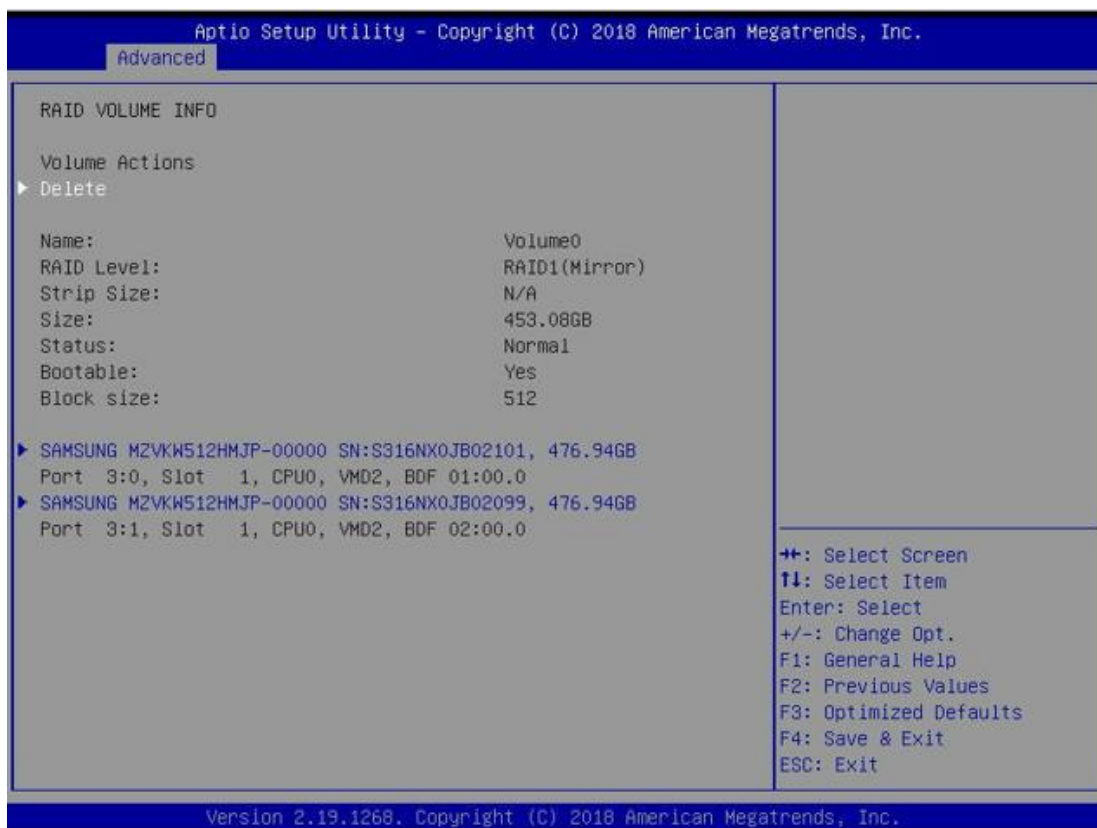 Aptio Setup Utility – Copyright (C) 2018 American Megatrends, Inc.
Advanced
RAID VOLUME INFO
Volume Actions
Delete
Name: Volume0
RAID Level: RAID1(Mirror)
Strip Size: N/A
Size: 453.08GB
Status: Normal
Bootable: Yes
Block size: 512
SAMSUNG MZVKW512HMJP-00000 SN:S316NX0JB02101, 476.94GB
Port 3:0, Slot 1, CPU0, VMD2, BDF 01:00.0
SAMSUNG MZVKW512HMJP-00000 SN:S316NX0JB02099, 476.94GB
Port 3:1, Slot 1, CPU0, VMD2, BDF 02:00.0
→←: Select Screen
↑↓: Select Item
Enter: Select
+/-: Change Opt.
F1: General Help
F2: Previous Values
F3: Optimized Defaults
F4: Save & Exit
ESC: Exit
Version 2.19.1268. Copyright (C) 2018 American Megatrends, Inc.